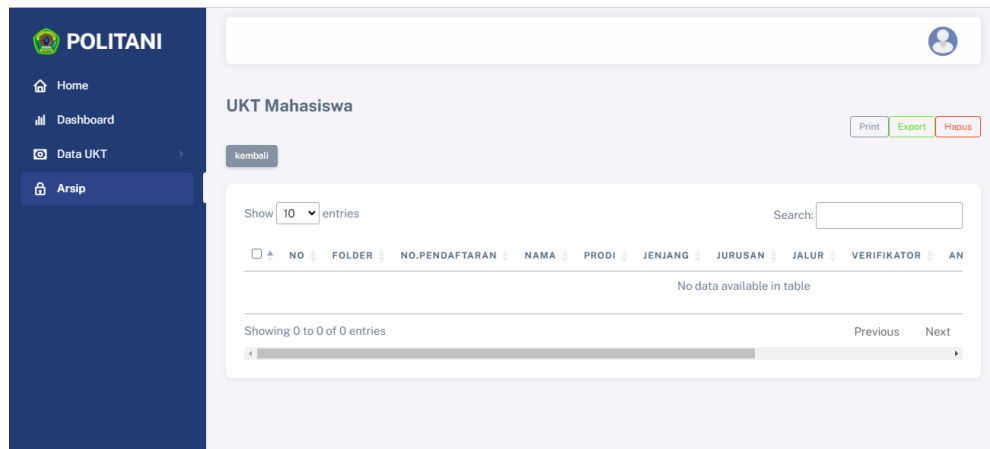 POLITANI
Home
Dashboard
Data UKT
Arsip
UKT Mahasiswa
Print Export Hapus
kembali
Show 10 entries
Search:
NO FOLDER NO.PENDAFTARAN NAMA PRODI JENJANG JURUSAN JALUR VERIFIKATOR AN
No data available in table
Showing 0 to 0 of 0 entries
Previous Next